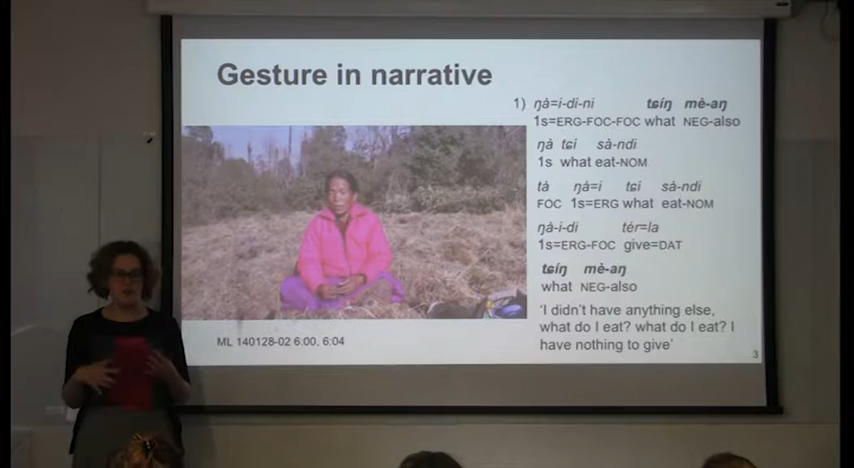 Gesture in narrative
1) ŋà=i-di-ni tɕíŋ mè-aŋ
1s=ERG-FOC-FOC what NEG-also
ŋà tɕi sà-ndi
1s what eat-NOM
tà ŋà=i tɕi sà-ndi
FOC 1s=ERG what eat-NOM
ŋà-i-di tér=la
1s=ERG-FOC give=DAT
tɕíŋ mè-aŋ
what NEG-also
‘I didn’t have anything else,
what do I eat? what do I eat? I
have nothing to give’
ML 140128-02 6:00, 6:04
3